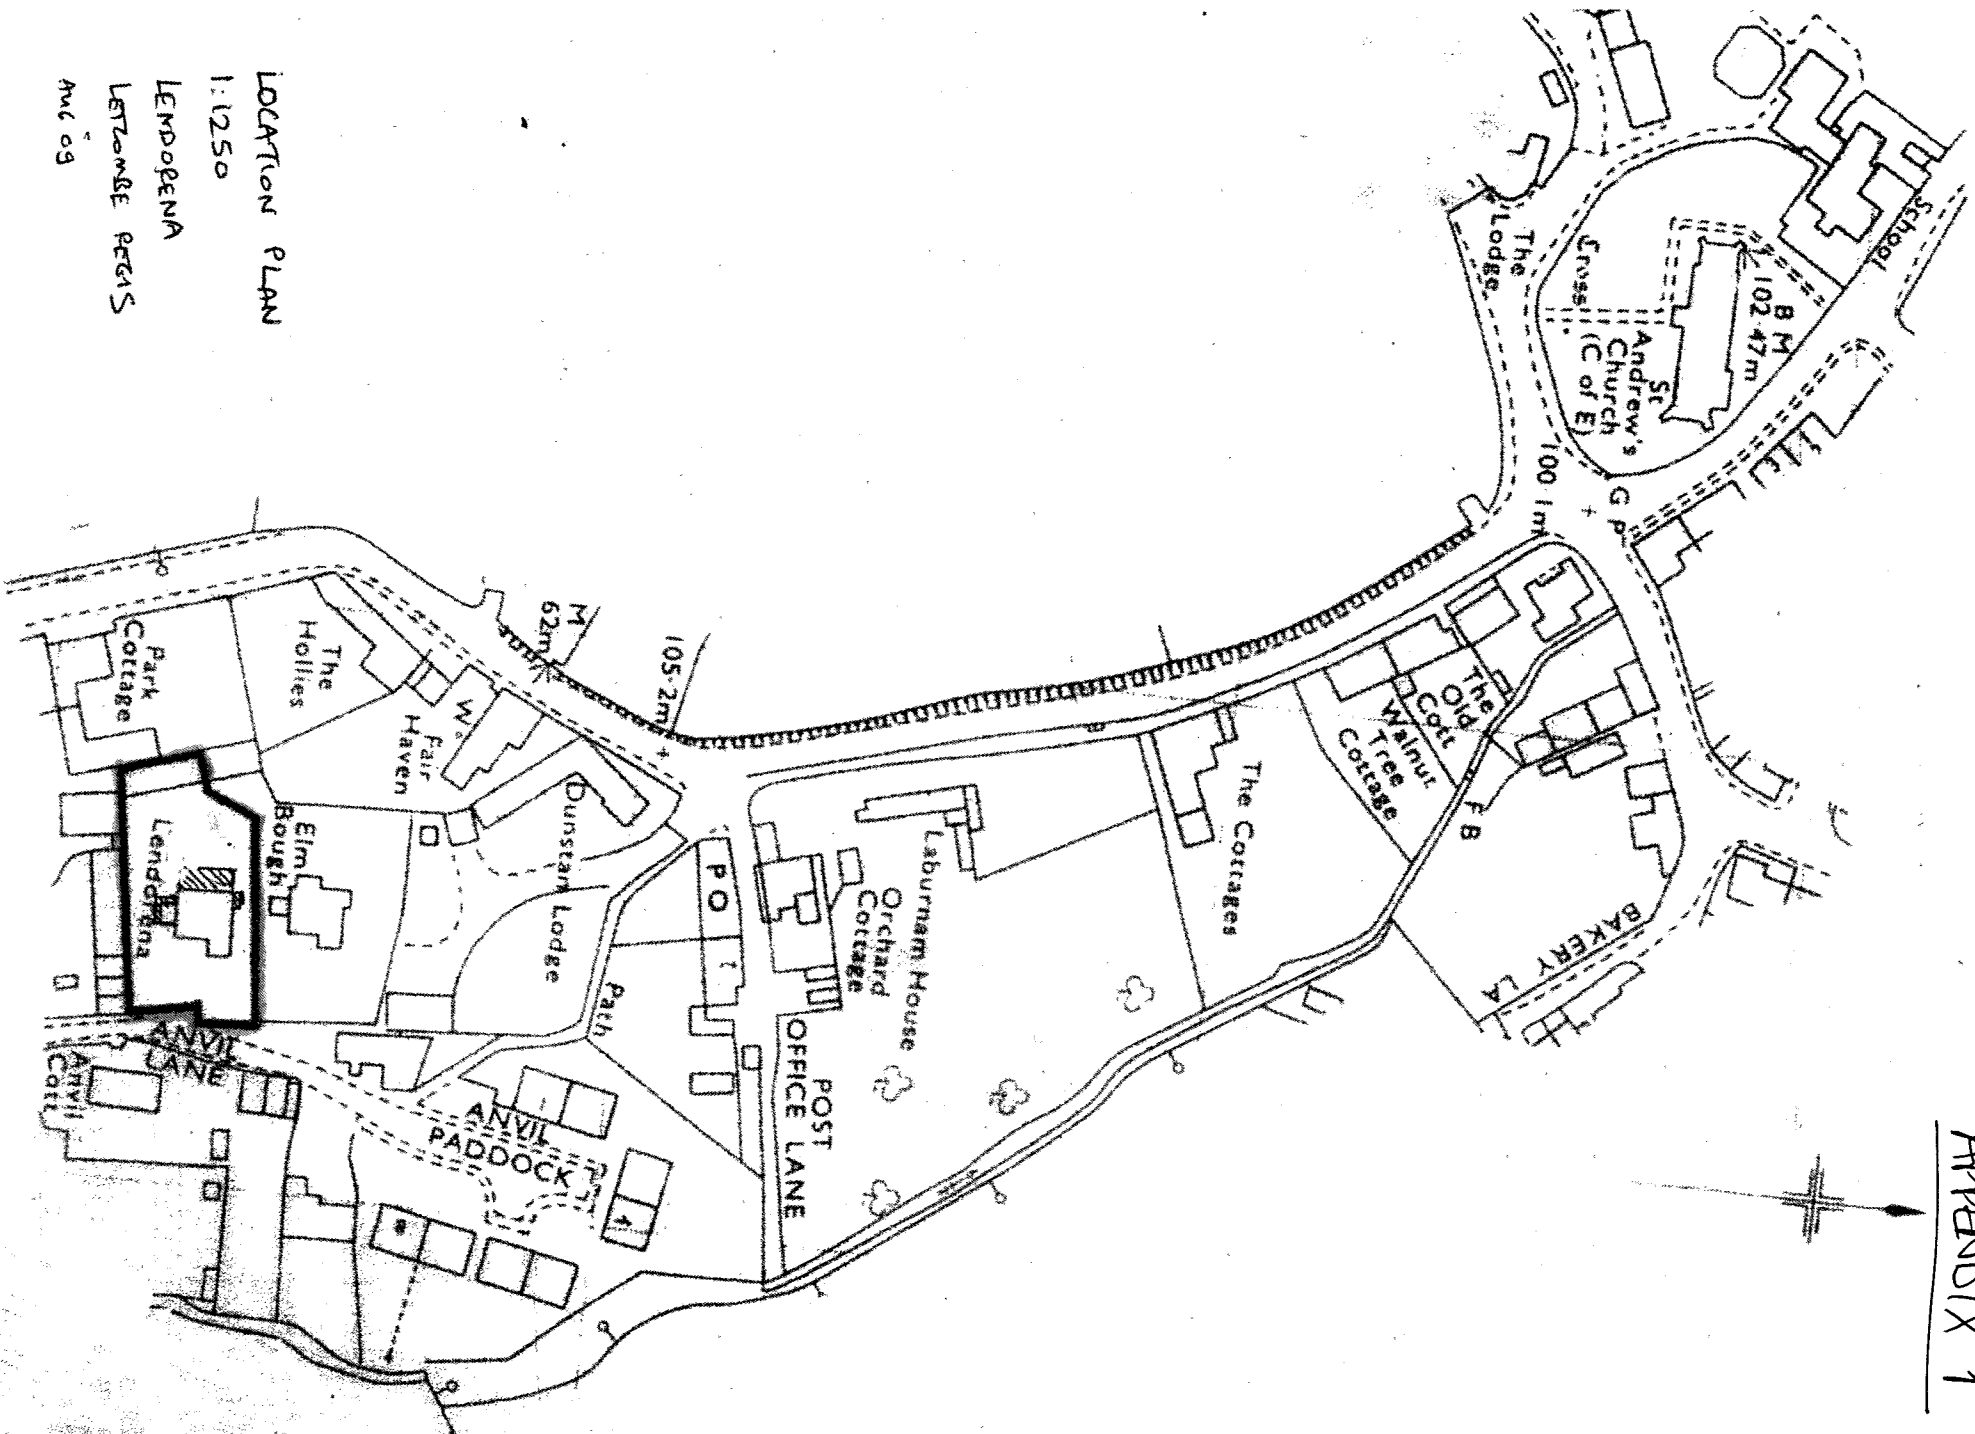 APPENDIX 1
School
B M
102·47m
St
Andrew's
Church
(C of E)
Cross
The
Lodge
100·1m
G P
The
Old
Cott
Walnut
Tree
Cottage
F B
BAKERY LA
The Cottages
Laburnam House
Orchard
Cottage
POST
OFFICE LANE
P O
105·2m
M
62m
Dunstan Lodge
Path
Fair
Haven
W
The
Hollies
Park
Cottage
Elm
Bough
Lendorena
ANVIL
LANE
Anvil
Cott
ANVIL
PADDOCK
LOCATION PLAN
1:1250
LENDORENA
LETCOMBE REGIS
AUG 09